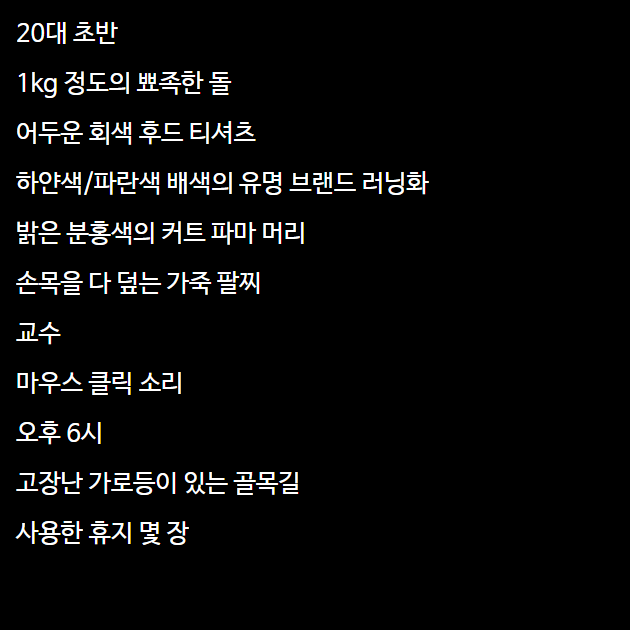 20대 초반
1kg 정도의 뾰족한 돌
어두운 회색 후드 티셔츠
하얀색/파란색 배색의 유명 브랜드 러닝화
밝은 분홍색의 커트 파마 머리
손목을 다 덮는 가죽 팔찌
교수
마우스 클릭 소리
오후 6시
고장난 가로등이 있는 골목길
사용한 휴지 몇 장